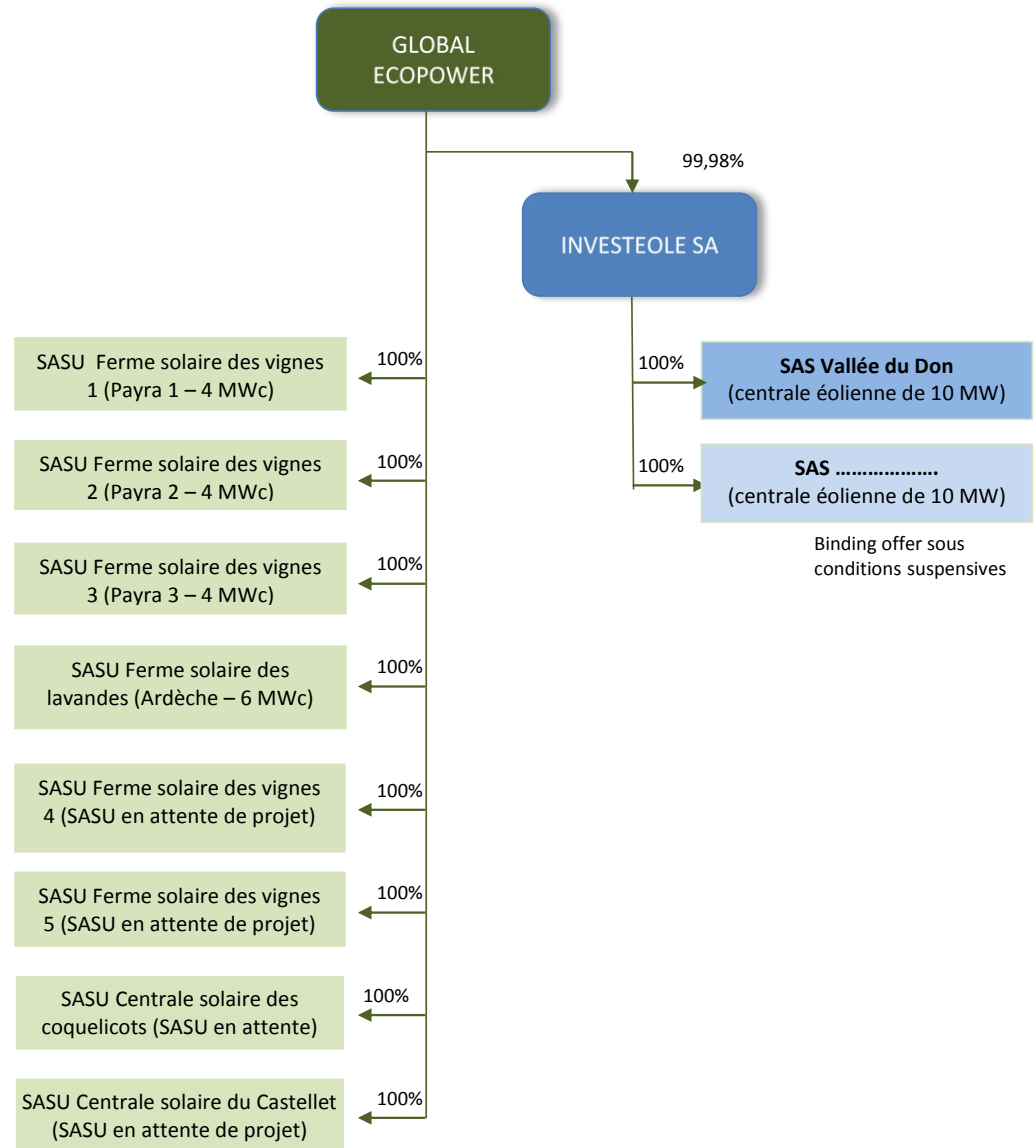 GLOBAL
ECOPOWER
99,98%
INVESTEOLE SA
SASU Ferme solaire des vignes
1 (Payra 1 – 4 MWc)
100%
100%
SAS Vallée du Don
(centrale éolienne de 10 MW)
SASU Ferme solaire des vignes
2 (Payra 2 – 4 MWc)
100%
100%
SAS ……………….
(centrale éolienne de 10 MW)
Binding offer sous
conditions suspensives
SASU Ferme solaire des vignes
3 (Payra 3 – 4 MWc)
100%
SASU Ferme solaire des
lavandes (Ardèche – 6 MWc)
100%
SASU Ferme solaire des vignes
4 (SASU en attente de projet)
100%
SASU Ferme solaire des vignes
5 (SASU en attente de projet)
100%
SASU Centrale solaire des
coquelicots (SASU en attente)
100%
SASU Centrale solaire du Castellet
(SASU en attente de projet)
100%